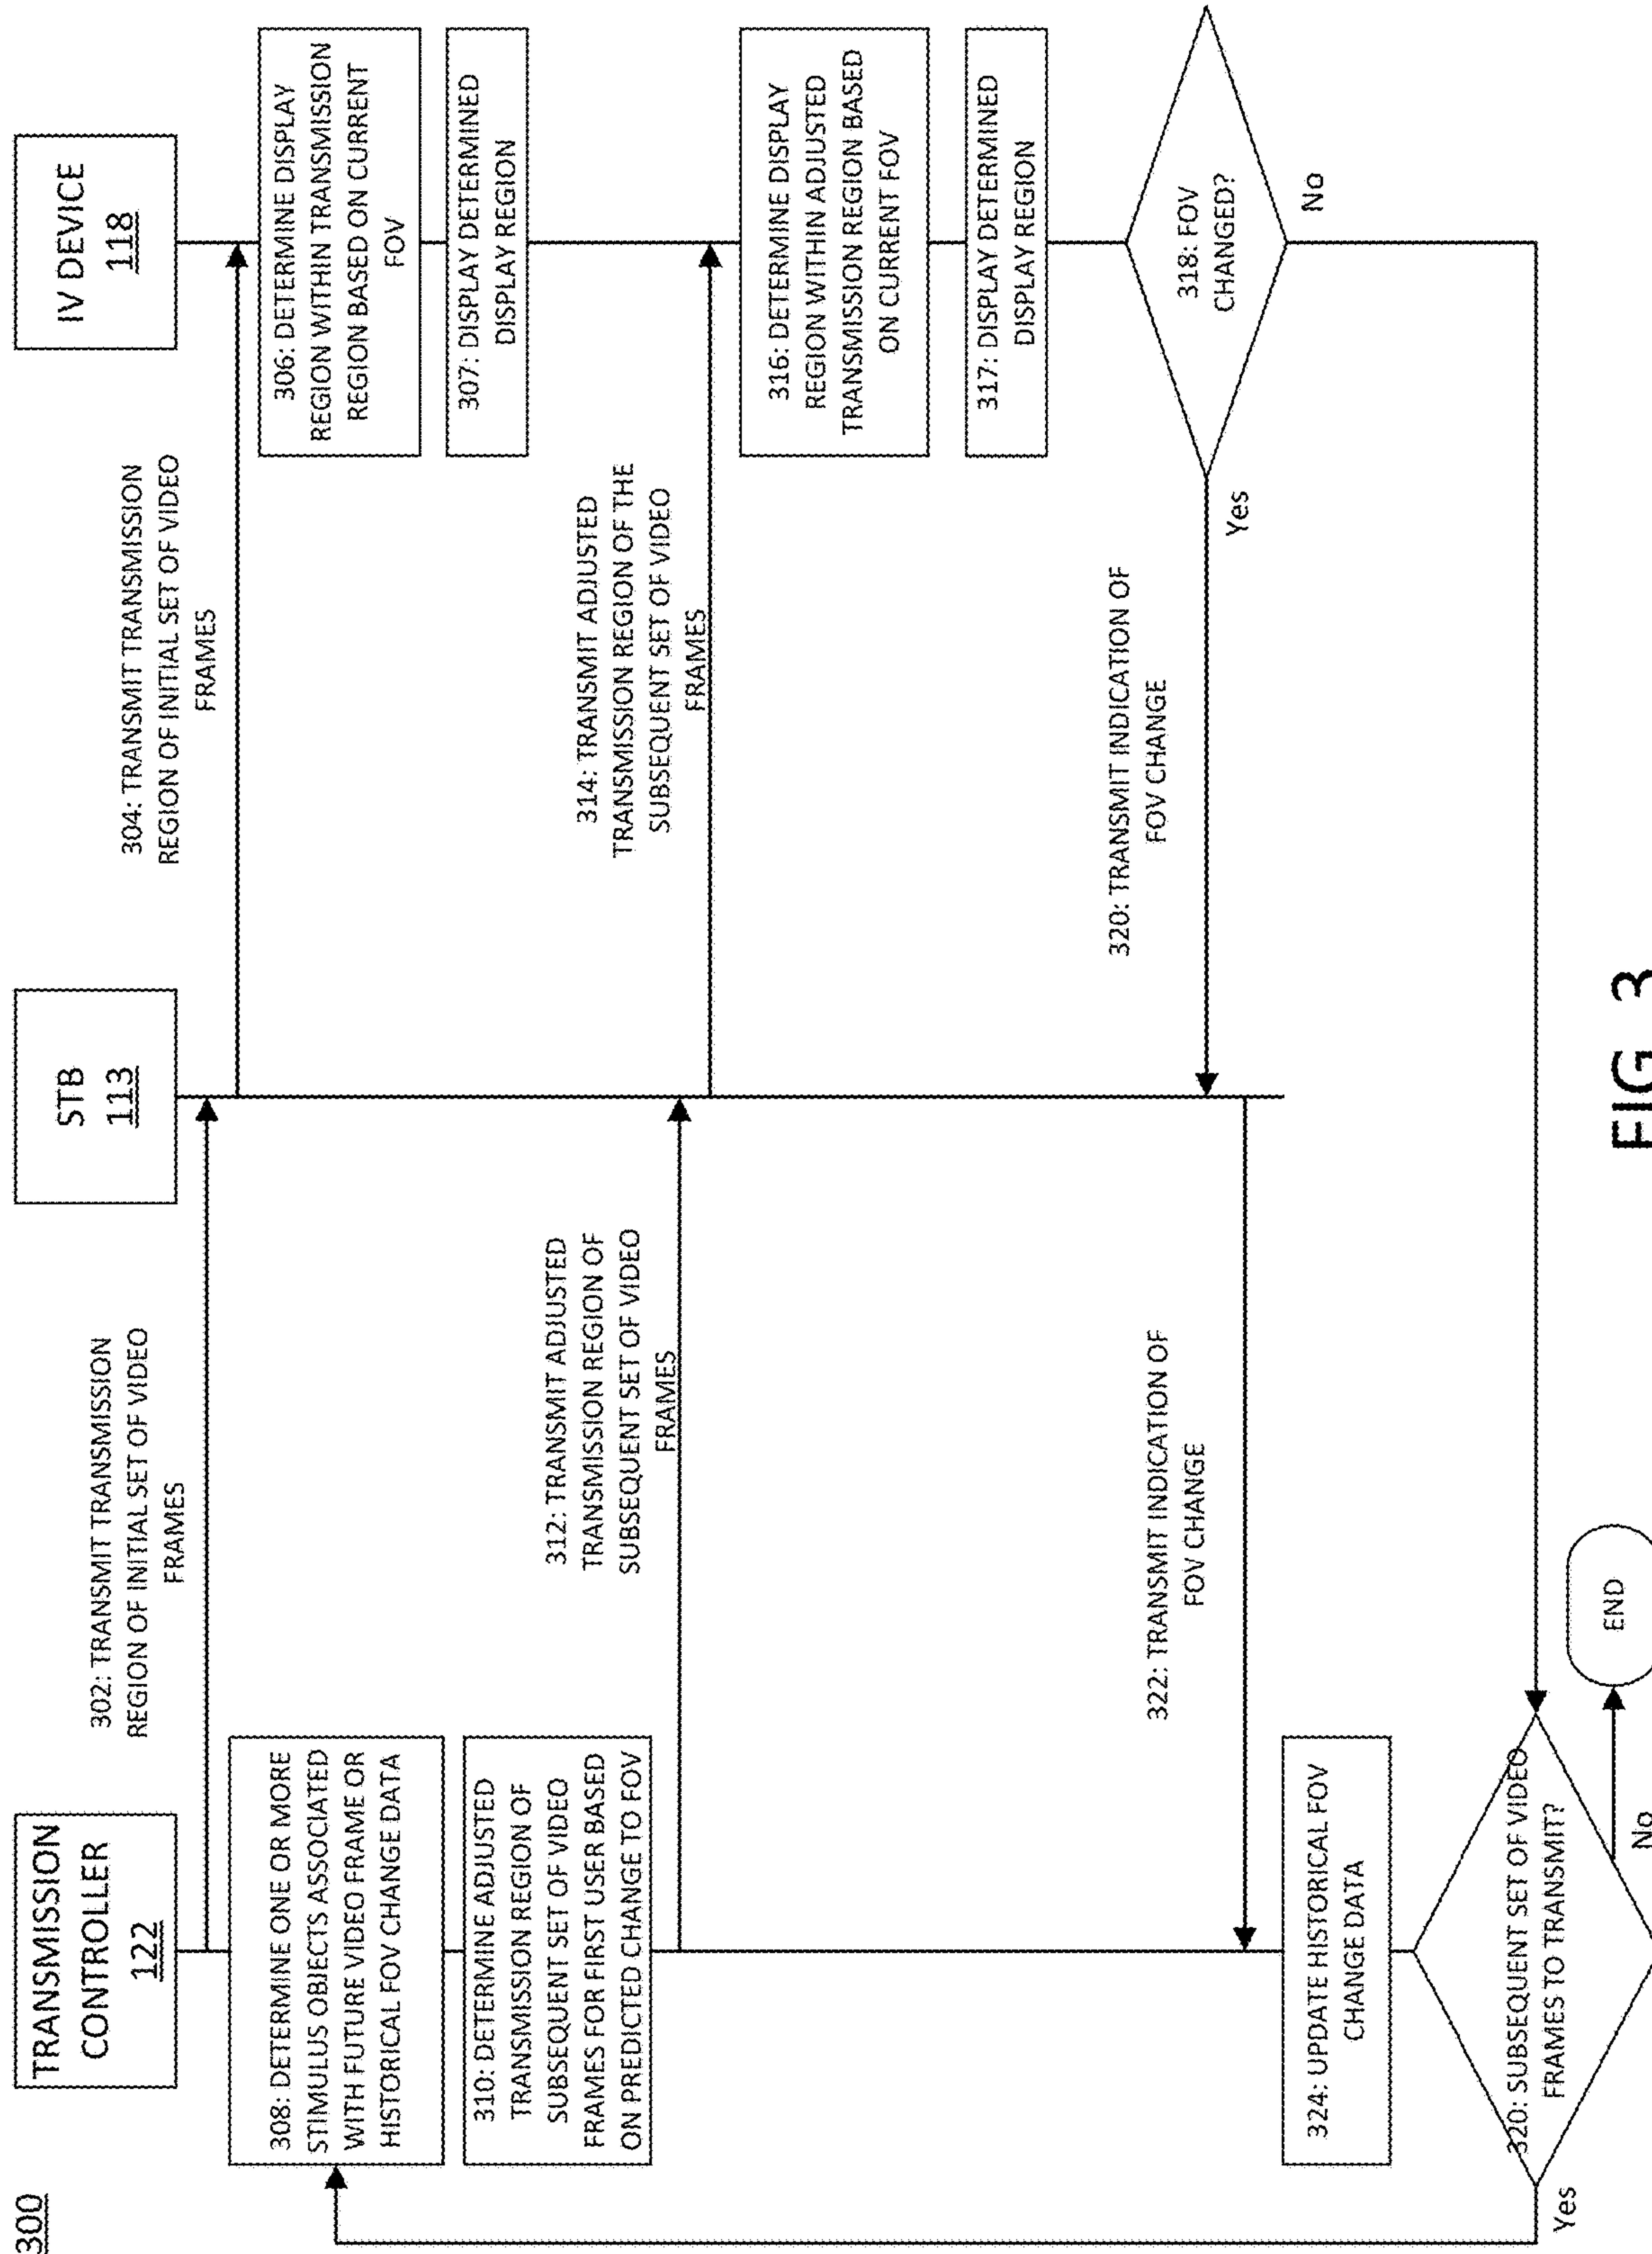 300
TRANSMISSION
CONTROLLER
122
STB
113
IV DEVICE
118
302: TRANSMIT TRANSMISSION
REGION OF INITIAL SET OF VIDEO
FRAMES
304: TRANSMIT TRANSMISSION
REGION OF INITIAL SET OF VIDEO
FRAMES
306: DETERMINE DISPLAY
REGION WITHIN TRANSMISSION
REGION BASED ON CURRENT
FOV
307: DISPLAY DETERMINED
DISPLAY REGION
308: DETERMINE ONE OR MORE
STIMULUS OBJECTS ASSOCIATED
WITH FUTURE VIDEO FRAME OR
HISTORICAL FOV CHANGE DATA
310: DETERMINE ADJUSTED
TRANSMISSION REGION OF
SUBSEQUENT SET OF VIDEO
FRAMES FOR FIRST USER BASED
ON PREDICTED CHANGE TO FOV
312: TRANSMIT ADJUSTED
TRANSMISSION REGION OF
SUBSEQUENT SET OF VIDEO
FRAMES
314: TRANSMIT ADJUSTED
TRANSMISSION REGION OF THE
SUBSEQUENT SET OF VIDEO
FRAMES
316: DETERMINE DISPLAY
REGION WITHIN ADJUSTED
TRANSMISSION REGION BASED
ON CURRENT FOV
317: DISPLAY DETERMINED
DISPLAY REGION
318: FOV
CHANGED?
Yes
No
320: TRANSMIT INDICATION OF
FOV CHANGE
322: TRANSMIT INDICATION OF
FOV CHANGE
324: UPDATE HISTORICAL FOV
CHANGE DATA
320: SUBSEQUENT SET OF VIDEO
FRAMES TO TRANSMIT?
Yes
No
END
FIG. 3